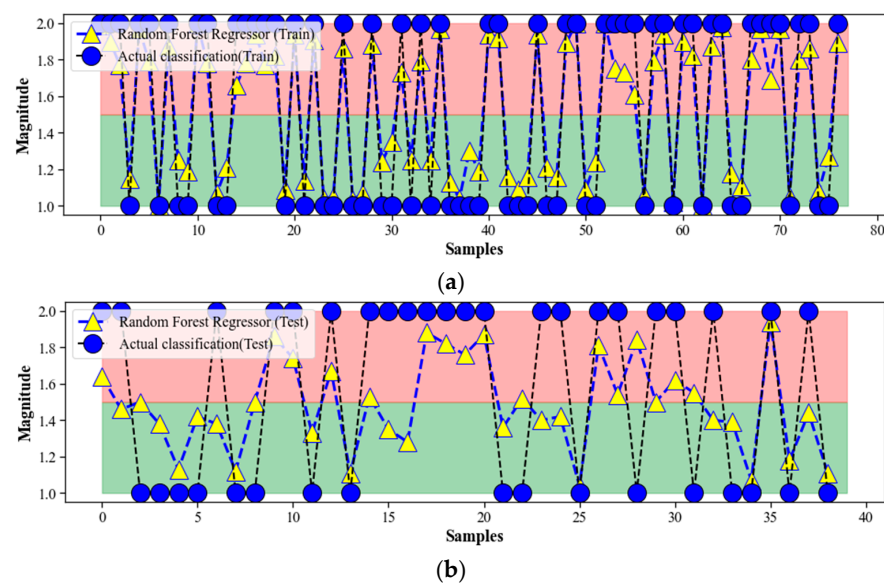 2.0
1.8
1.6
1.4
1.2
1.0
Magnitude
Random Forest Regressor (Train)
Actual classification(Train)
0 10 20 30 40 50 60 70 80
Samples
(a)
2.0
1.8
1.6
1.4
1.2
1.0
Magnitude
Random Forest Regressor (Test)
Actual classification(Test)
0 5 10 15 20 25 30 35 40
Samples
(b)